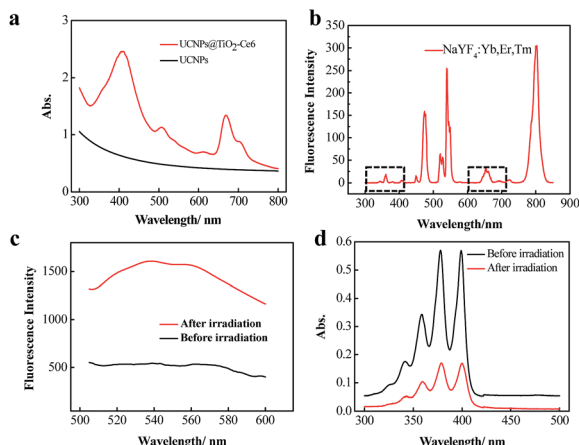 a
UCNPs@TiO2-Ce6
UCNPs
Abs.
3
2
1
0
300 400 500 600 700 800
Wavelength/ nm
b
NaYF4:Yb,Er,Tm
Fluorescence Intensity
350
300
250
200
150
100
50
0
300 400 500 600 700 800 900
Wavelength/nm
c
After irradiation
Before irradiation
Fluorescence Intensity
1500
1000
500
0
500 520 540 560 580 600
Wavelength/ nm
d
Before irradiation
After irradiation
Abs.
0.6
0.5
0.4
0.3
0.2
0.1
0.0
300 350 400 450 500
Wavelength/ nm